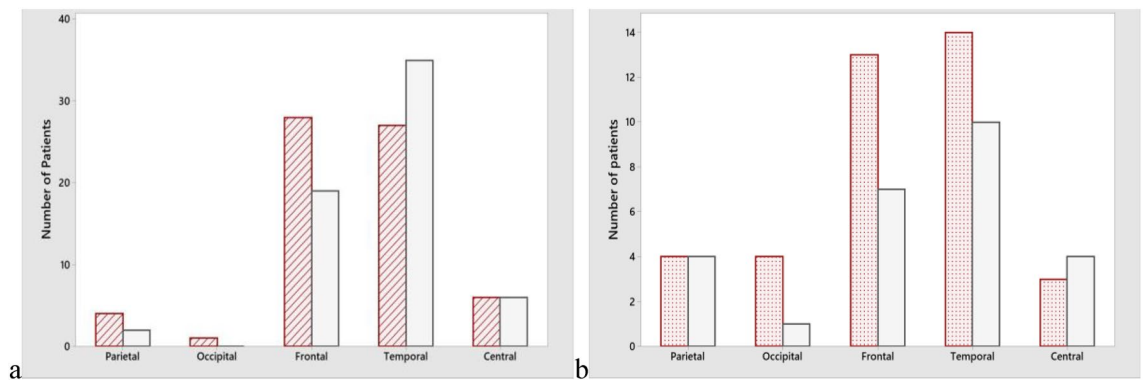 Number of Patients
40
30
20
10
0
Parietal Occipital Frontal Temporal Central
a
Number of patients
14
12
10
8
6
4
2
0
Parietal Occipital Frontal Temporal Central
b